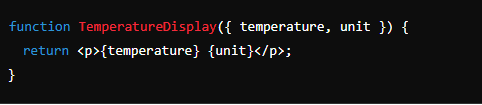 function TemperatureDisplay({ temperature, unit }) {
  return <p>{temperature} {unit}</p>;
}